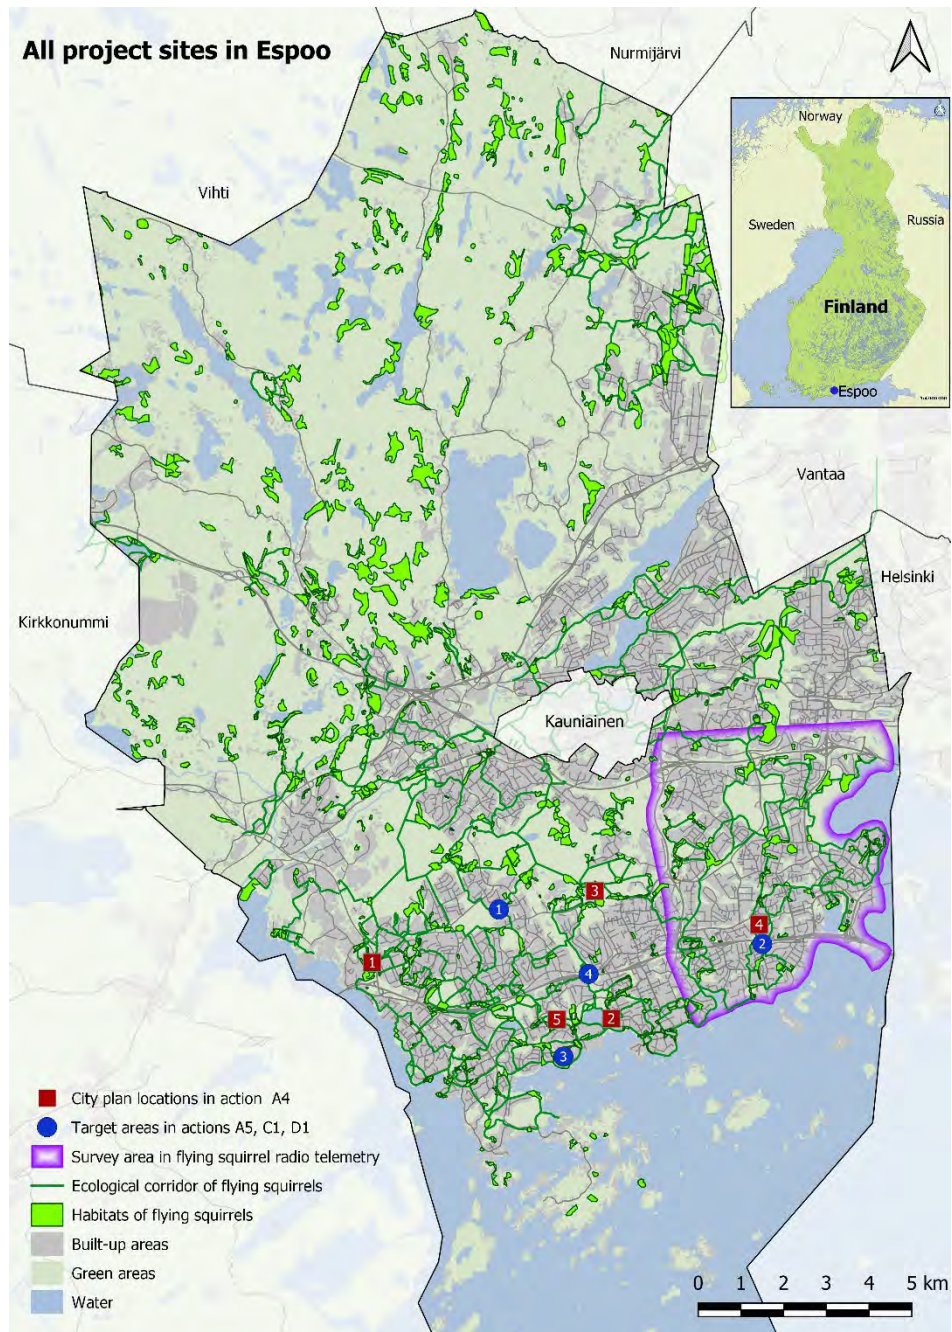 All project sites in Espoo
Nurmijärvi
Norway
Vihti
Sweden
Russia
Finland
Espoo
Vantaa
Helsinki
Kirkkonummi
Kauniainen
3
1
4
2
1
4
5
2
3
City plan locations in action A4
Target areas in actions A5, C1, D1
Survey area in flying squirrel radio telemetry
Ecological corridor of flying squirrels
Habitats of flying squirrels
Built-up areas
Green areas
Water
0 1 2 3 4 5 km